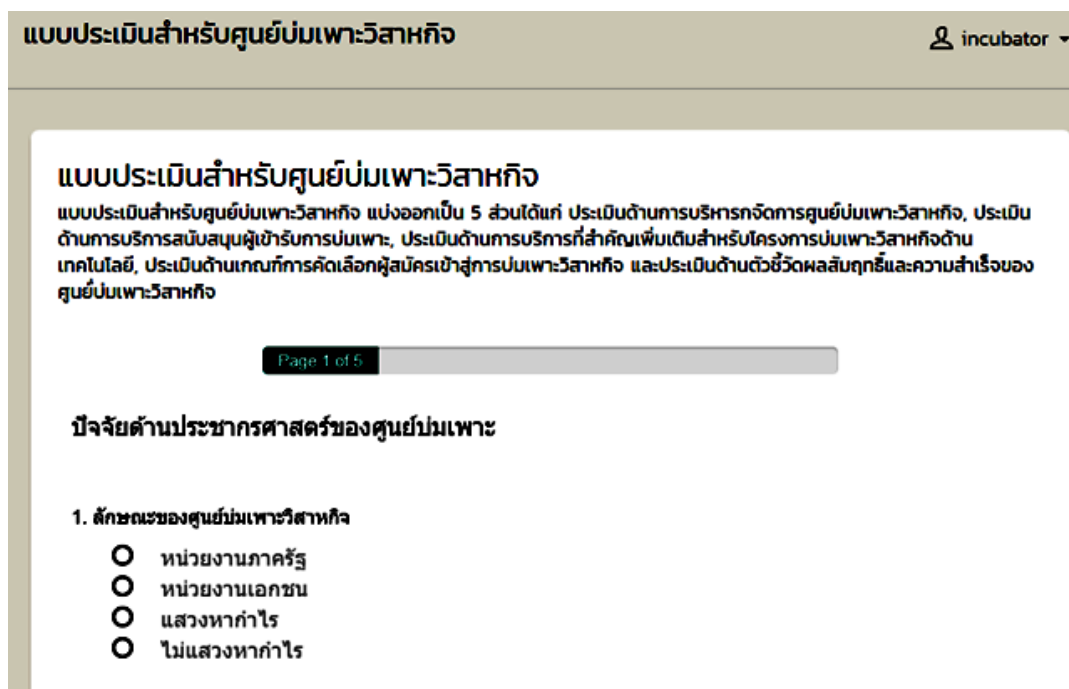 แบบประเมินสำหรับศูนย์บ่มเพาะวิสาหกิจ
incubator
แบบประเมินสำหรับศูนย์บ่มเพาะวิสาหกิจ
แบบประเมินสำหรับศูนย์บ่มเพาะวิสาหกิจ แบ่งออกเป็น 5 ส่วนได้แก่ ประเมินด้านการบริหารกจัดการศูนย์บ่มเพาะวิสาหกิจ, ประเมิน
ด้านการบริการสนับสนุนผู้เข้ารับการบ่มเพาะ, ประเมินด้านการบริการที่สำคัญเพิ่มเติมสำหรับโครงการบ่มเพาะวิสาหกิจด้าน
เทคโนโลยี, ประเมินด้านเกณฑ์การคัดเลือกผู้สมัครเข้าสู่การบ่มเพาะวิสาหกิจ และประเมินด้านตัวชี้วัดผลสัมฤทธิ์และความสำเร็จของ
ศูนย์บ่มเพาะวิสาหกิจ
Page 1 of 5
ปัจจัยด้านประชากรศาสตร์ของศูนย์บ่มเพาะ
1. ลักษณะของศูนย์บ่มเพาะวิสาหกิจ
หน่วยงานภาครัฐ
หน่วยงานเอกชน
แสวงหากำไร
ไม่แสวงหากำไร